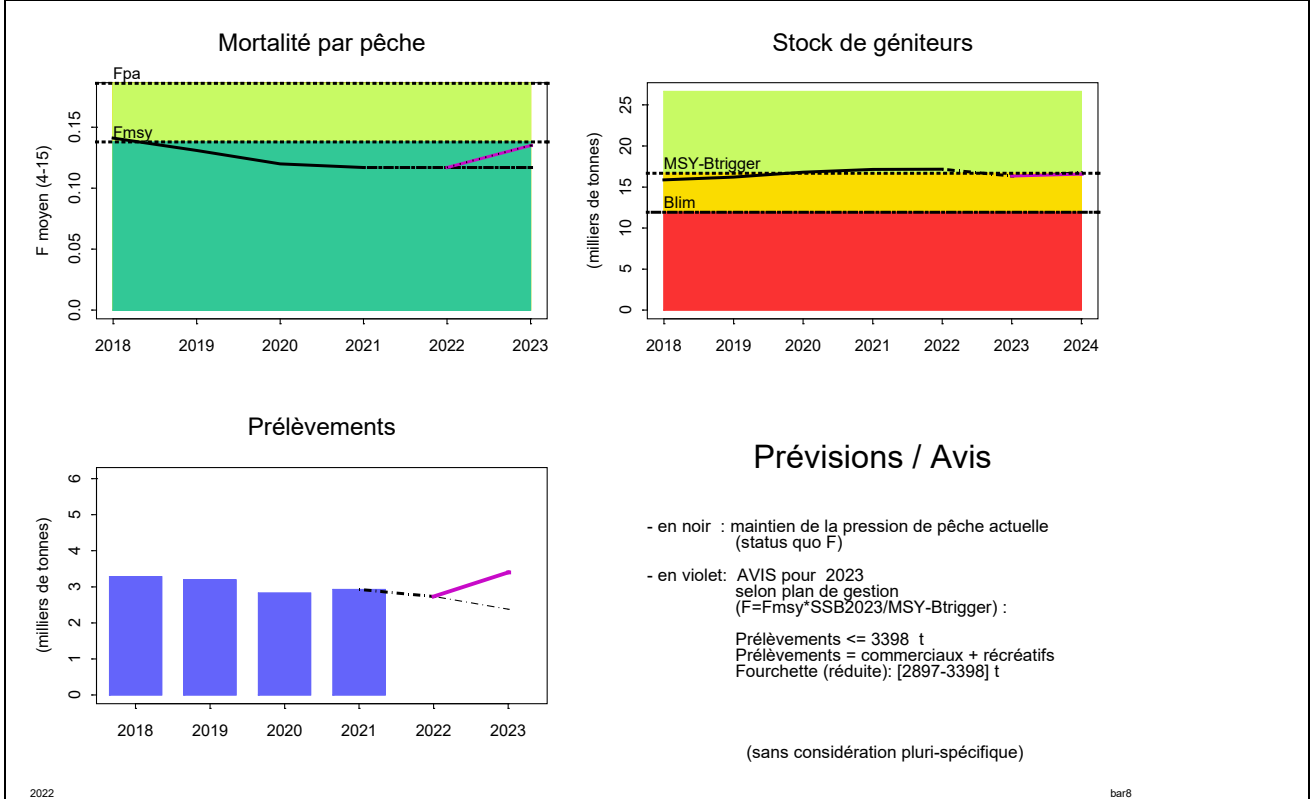 Mortalité par pêche
Fpa
Fmsy
F moyen (4-15)
0.0
0.05
0.10
0.15
2018 2019 2020 2021 2022 2023
Stock de géniteurs
MSY-Btrigger
Blim
(milliers de tonnes)
0
5
10
15
20
25
2018 2019 2020 2021 2022 2023 2024
Prélèvements
(milliers de tonnes)
0
1
2
3
4
5
6
2018 2019 2020 2021 2022 2023
Prévisions / Avis
- en noir : maintien de la pression de pêche actuelle
(status quo F)
- en violet: AVIS pour 2023
selon plan de gestion
(F=Fmsy*SSB2023/MSY-Btrigger) :
Prélèvements <= 3398 t
Prélèvements = commerciaux + récréatifs
Fourchette (réduite): [2897-3398] t
(sans considération pluri-spécifique)
2022
bar8